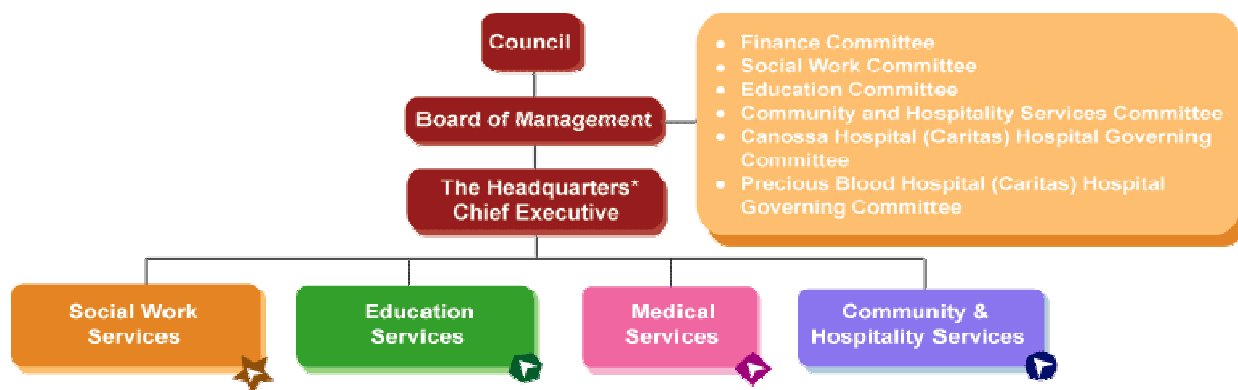 Council
Board of Management
The Headquarters*
Chief Executive
Finance Committee
Social Work Committee
Education Committee
Community and Hospitality Services Committee
Canossa Hospital (Caritas) Hospital Governing
Committee
Precious Blood Hospital (Caritas) Hospital
Governing Committee
Social Work
Services
Education
Services
Medical
Services
Community &
Hospitality Services